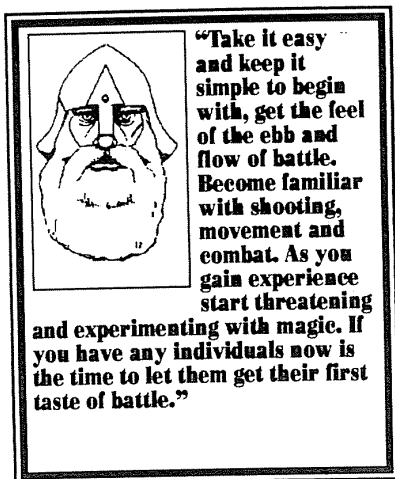 “Take it easy
and keep it
simple to begin
with, get the feel
of the ebb and
flow of battle.
Become familiar
with shooting,
movement and
combat. As you
gain experience
start threatening
and experimenting with magic. If
you have any individuals now is
the time to let them get their first
taste of battle.”